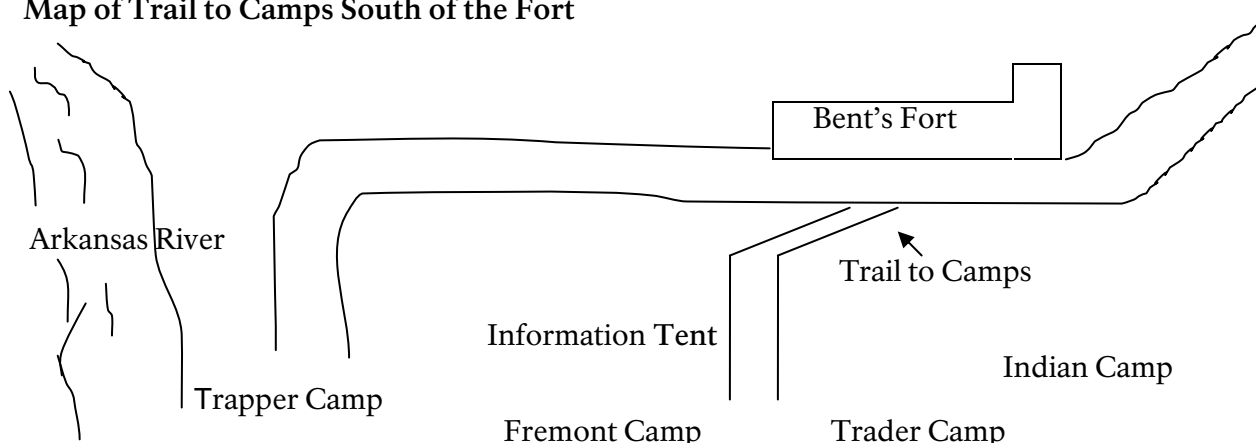 Map of Trail to Camps South of the Fort
Bent's Fort
Arkansas River
Trail to Camps
Information Tent
Indian Camp
Trapper Camp
Fremont Camp
Trader Camp